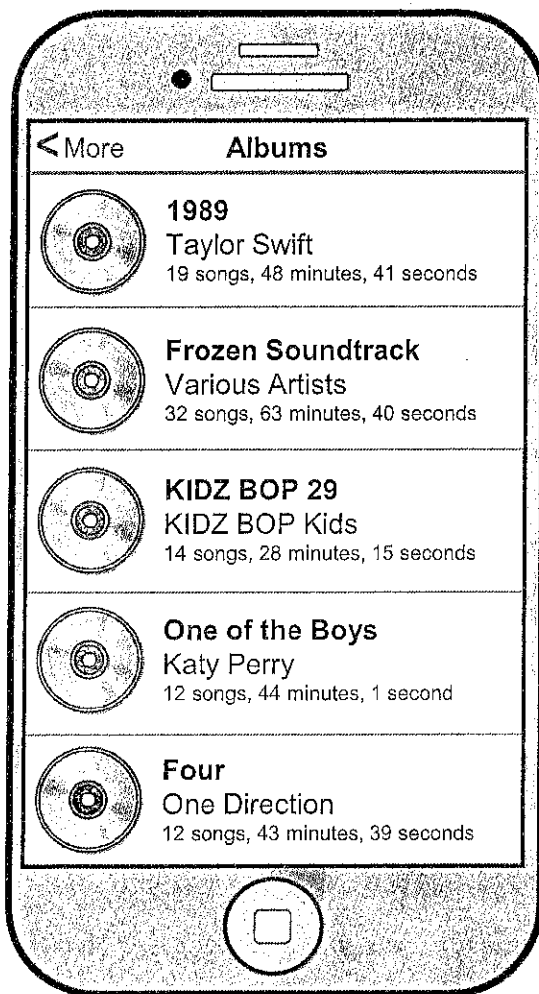 < More Albums
1989
Taylor Swift
19 songs, 48 minutes, 41 seconds
Frozen Soundtrack
Various Artists
32 songs, 63 minutes, 40 seconds
KIDZ BOP 29
KIDZ BOP Kids
14 songs, 28 minutes, 15 seconds
One of the Boys
Katy Perry
12 songs, 44 minutes, 1 second
Four
One Direction
12 songs, 43 minutes, 39 seconds